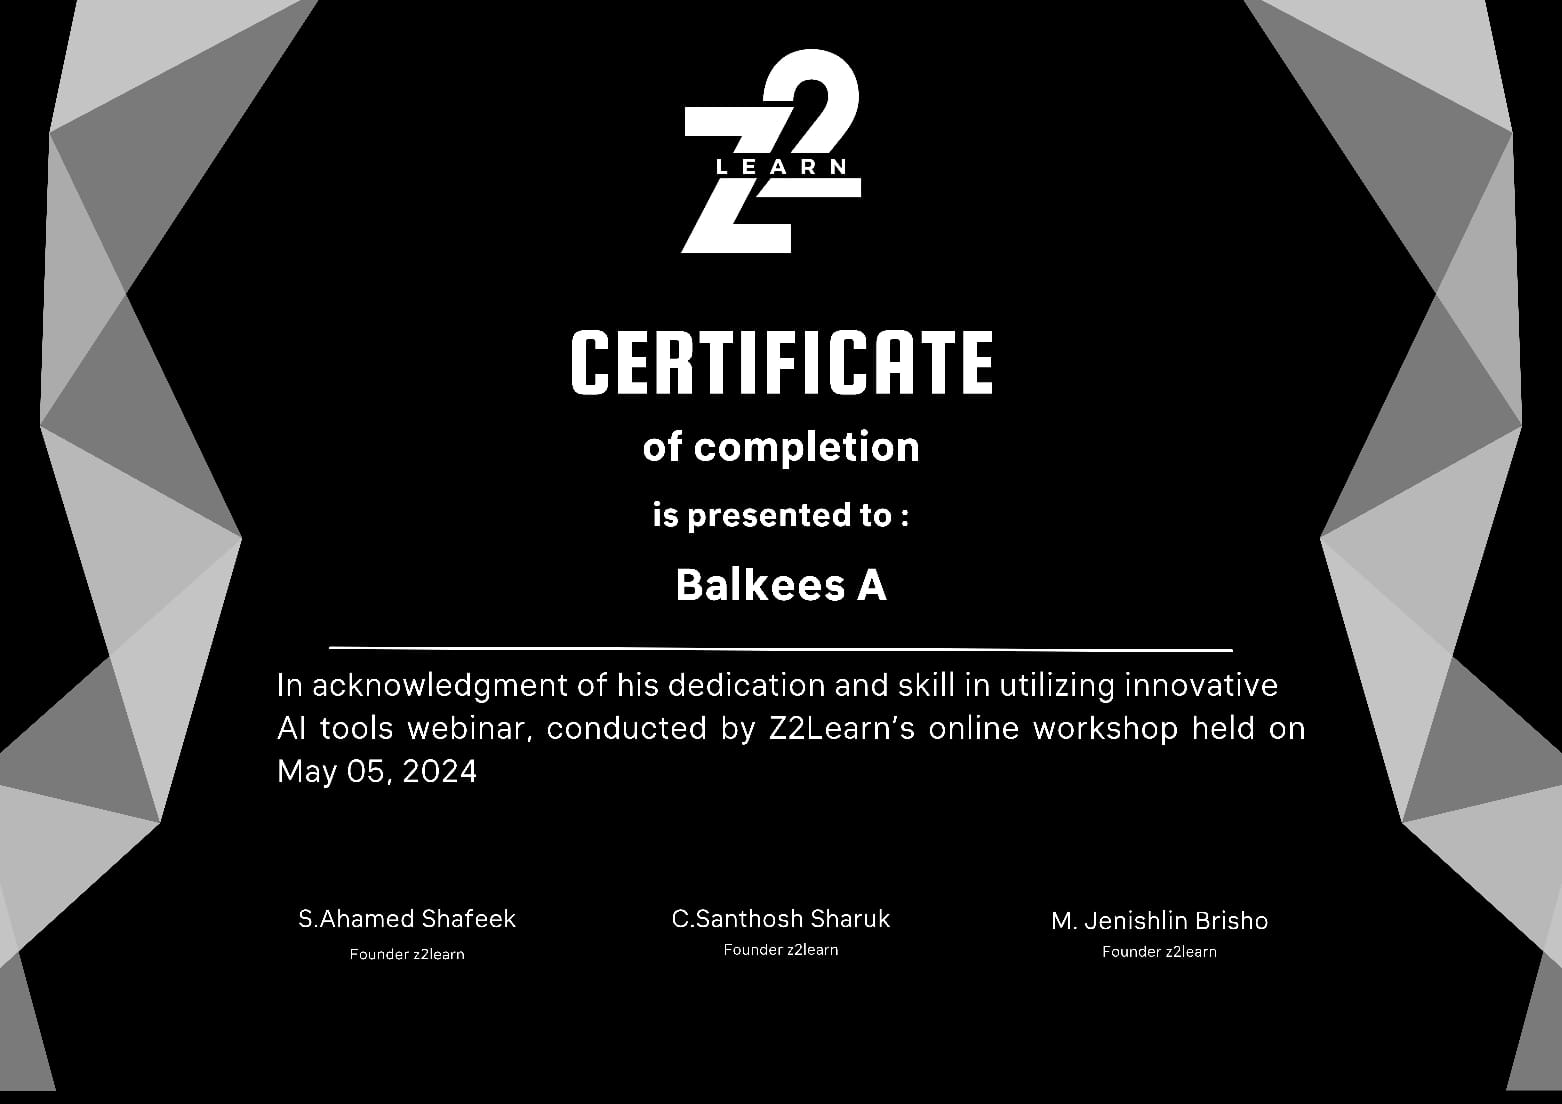 Z2
LEARN
CERTIFICATE
of completion
is presented to :
Balkees A
In acknowledgment of his dedication and skill in utilizing innovative
AI tools webinar, conducted by Z2Learn’s online workshop held on
May 05, 2024
S.Ahamed Shafeek
Founder z2learn
C.Santhosh Sharuk
Founder z2learn
M. Jenishlin Brisho
Founder z2learn